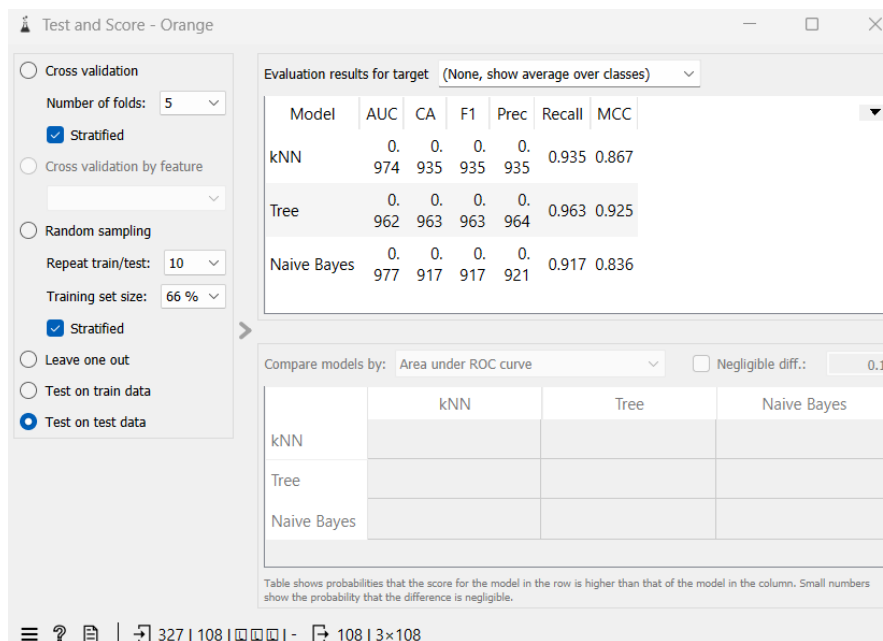 Test and Score - Orange
Cross validation
Number of folds: 5
Stratified
Cross validation by feature
Random sampling
Repeat train/test: 10
Training set size: 66 %
Stratified
Leave one out
Test on train data
Test on test data
Evaluation results for target (None, show average over classes)
Model AUC CA F1 Prec Recall MCC
kNN 0.974 0.935 0.935 0.935 0.935 0.867
Tree 0.962 0.963 0.963 0.964 0.963 0.925
Naive Bayes 0.977 0.917 0.917 0.921 0.917 0.836
Compare models by: Area under ROC curve Negligible diff.: 0.1
kNN Tree Naive Bayes
kNN
Tree
Naive Bayes
Table shows probabilities that the score for the model in the row is higher than that of the model in the column. Small numbers
show the probability that the difference is negligible.
327 | 108 | - 108 | 3×108